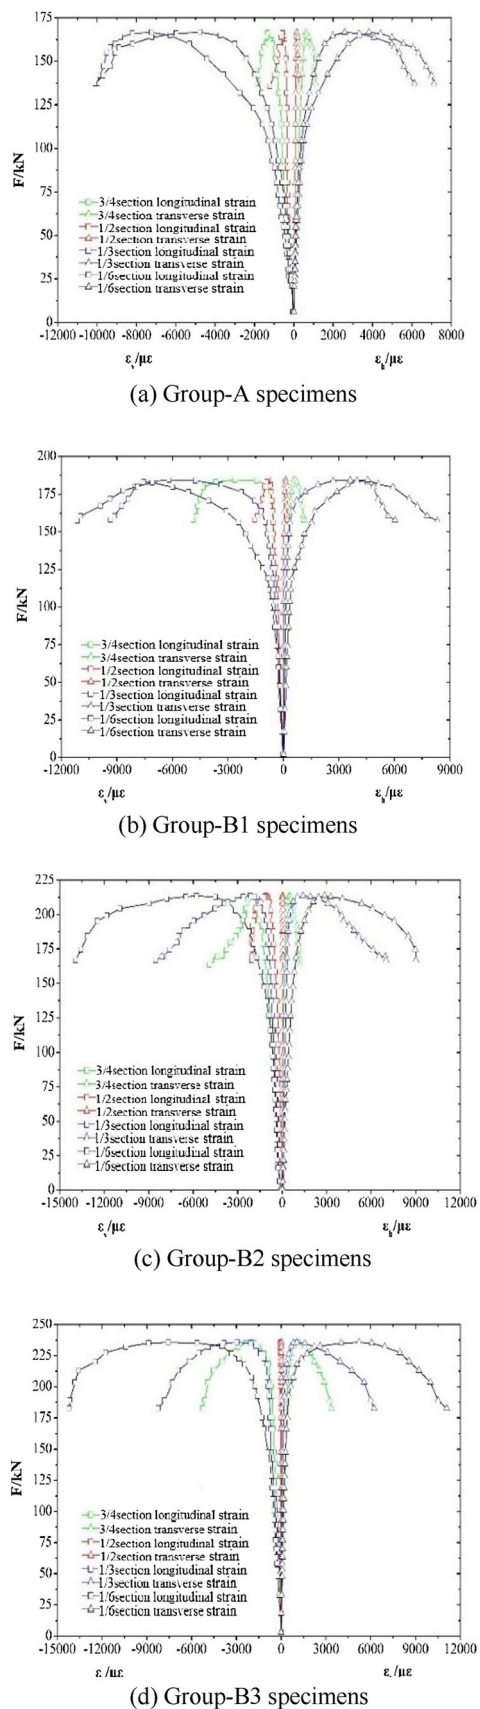 175
150
125
100
75
50
25
0
F/kN
3/4section longitudinal strain
3/4section transverse strain
1/2section longitudinal strain
1/2section transverse strain
1/3section longitudinal strain
1/3section transverse strain
1/6section longitudinal strain
1/6section transverse strain
-12000 -10000 -8000 -6000 -4000 -2000 0 2000 4000 6000 8000
εv/με εh/με
(a) Group-A specimens
200
175
150
125
100
75
50
25
0
F/kN
3/4section longitudinal strain
3/4section transverse strain
1/2section longitudinal strain
1/2section transverse strain
1/3section longitudinal strain
1/3section transverse strain
1/6section longitudinal strain
1/6section transverse strain
-12000 -9000 -6000 -3000 0 3000 6000 9000
εv/με εh/με
(b) Group-B1 specimens
225
200
175
150
125
100
75
50
25
0
F/kN
3/4section longitudinal strain
3/4section transverse strain
1/2section longitudinal strain
1/2section transverse strain
1/3section longitudinal strain
1/3section transverse strain
1/6section longitudinal strain
1/6section transverse strain
-15000 -12000 -9000 -6000 -3000 0 3000 6000 9000 12000
εv/με εh/με
(c) Group-B2 specimens
250
225
200
175
150
125
100
75
50
25
0
F/kN
3/4section longitudinal strain
3/4section transverse strain
1/2section longitudinal strain
1/2section transverse strain
1/3section longitudinal strain
1/3section transverse strain
1/6section longitudinal strain
1/6section transverse strain
-15000 -12000 -9000 -6000 -3000 0 3000 6000 9000 12000
(d) Group-B3 specimens